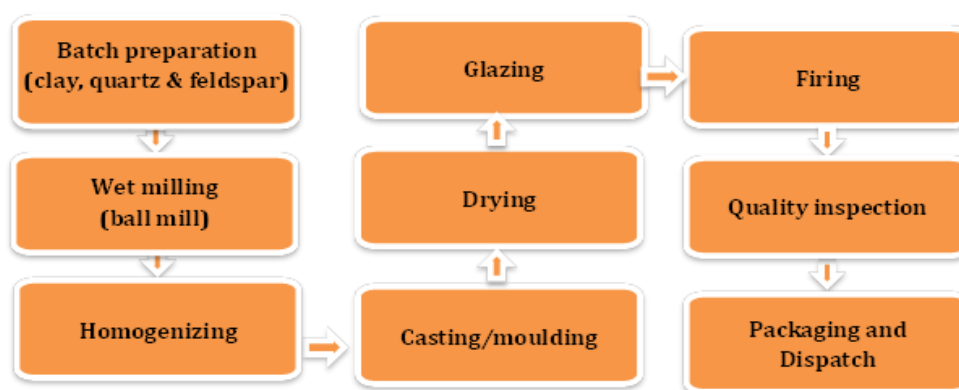 Batch preparation
(clay, quartz & feldspar)
Wet milling
(ball mill)
Homogenizing
Casting/moulding
Drying
Glazing
Firing
Quality inspection
Packaging and
Dispatch